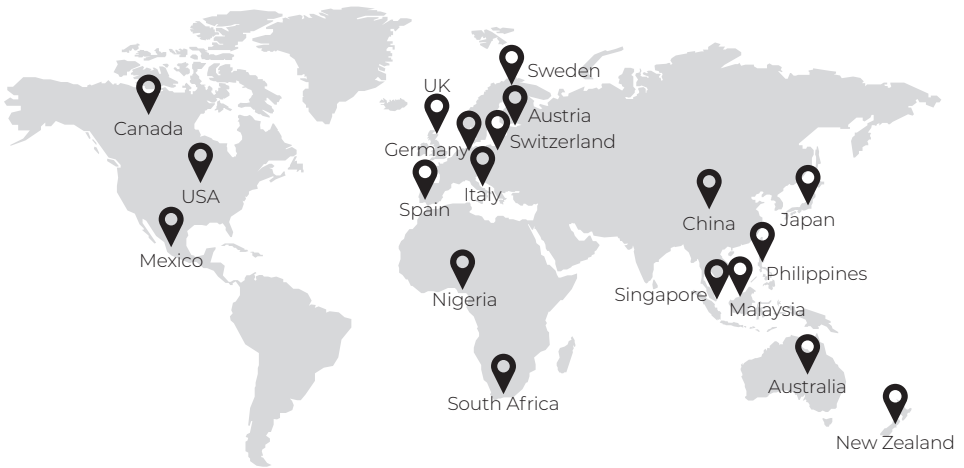 Sweden
UK
Austria
Canada
Switzerland
Germany
USA
Italy
Spain
China
Japan
Mexico
Philippines
Singapore
Nigeria
Malaysia
Australia
South Africa
New Zealand